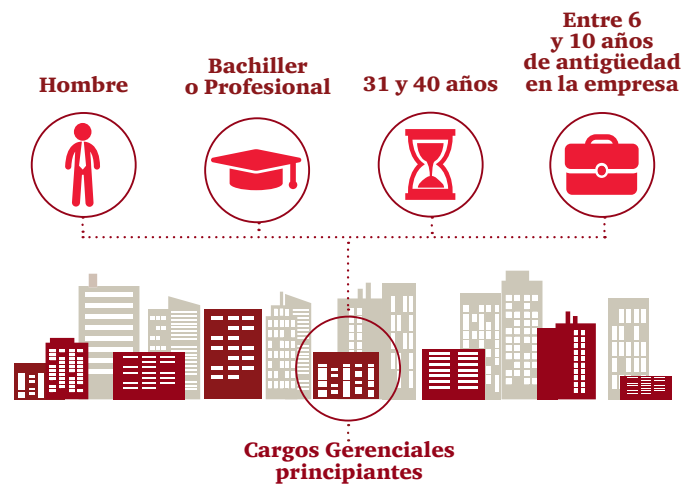 Hombre
Bachiller
o Profesional
31 y 40 años
Entre 6
y 10 años
de antigüedad
en la empresa
Cargos Gerenciales
principiantes